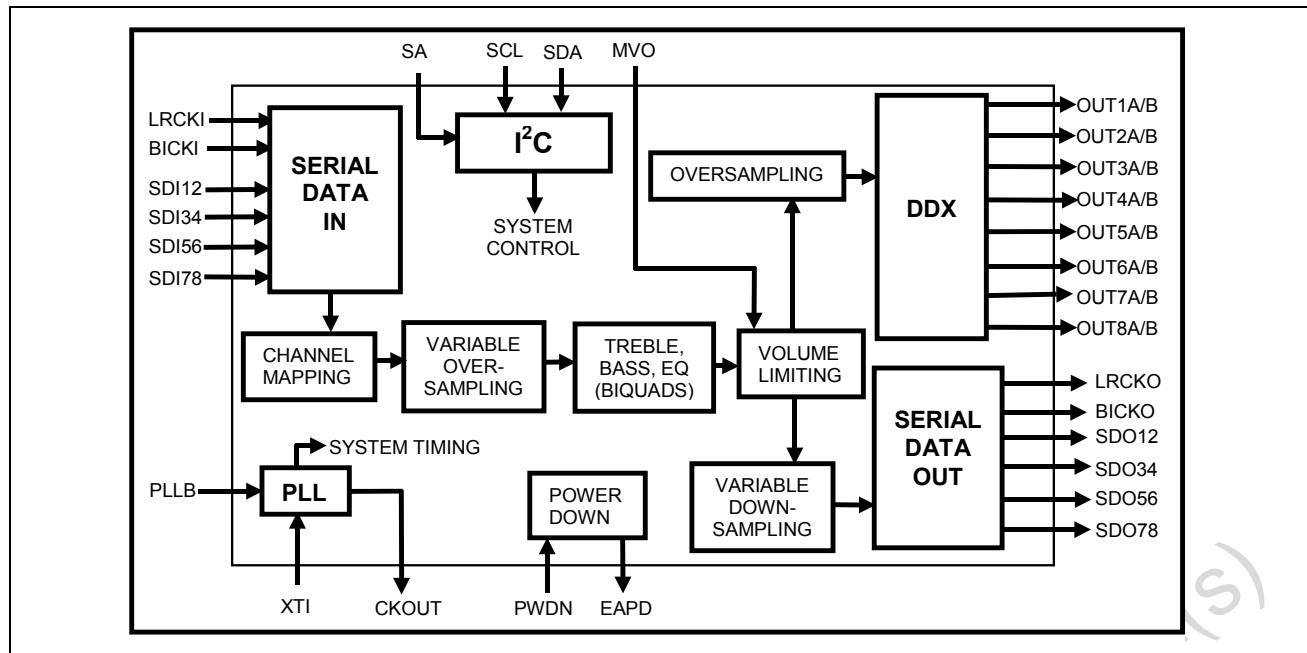 SA
SCL
SDA
MVO
LRCKI
BICKI
SDI12
SDI34
SDI56
SDI78
SERIAL
DATA
IN
I²C
SYSTEM
CONTROL
OVERSAMPLING
DDX
OUT1A/B
OUT2A/B
OUT3A/B
OUT4A/B
OUT5A/B
OUT6A/B
OUT7A/B
OUT8A/B
CHANNEL
MAPPING
VARIABLE
OVER-
SAMPLING
TREBLE,
BASS, EQ
(BIQUADS)
VOLUME
LIMITING
SERIAL
DATA
OUT
LRCKO
BICKO
SDO12
SDO34
SDO56
SDO78
SYSTEM TIMING
PLLB
PLL
POWER
DOWN
VARIABLE
DOWN-
SAMPLING
XTI
CKOUT
PWDN
EAPD
(s)